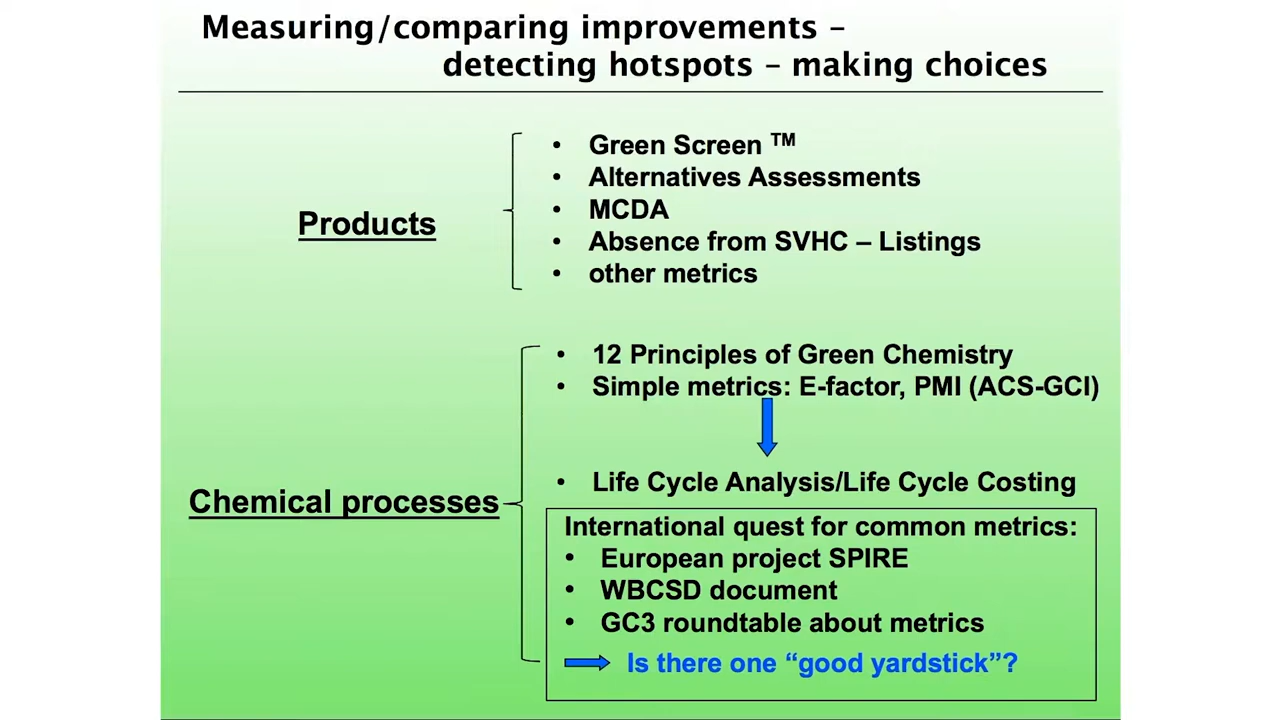 Measuring/comparing improvements –
detecting hotspots – making choices
Products
• Green Screen TM
• Alternatives Assessments
• MCDA
• Absence from SVHC – Listings
• other metrics
Chemical processes
• 12 Principles of Green Chemistry
• Simple metrics: E-factor, PMI (ACS-GCI)
• Life Cycle Analysis/Life Cycle Costing
International quest for common metrics:
• European project SPIRE
• WBCSD document
• GC3 roundtable about metrics
Is there one “good yardstick”?